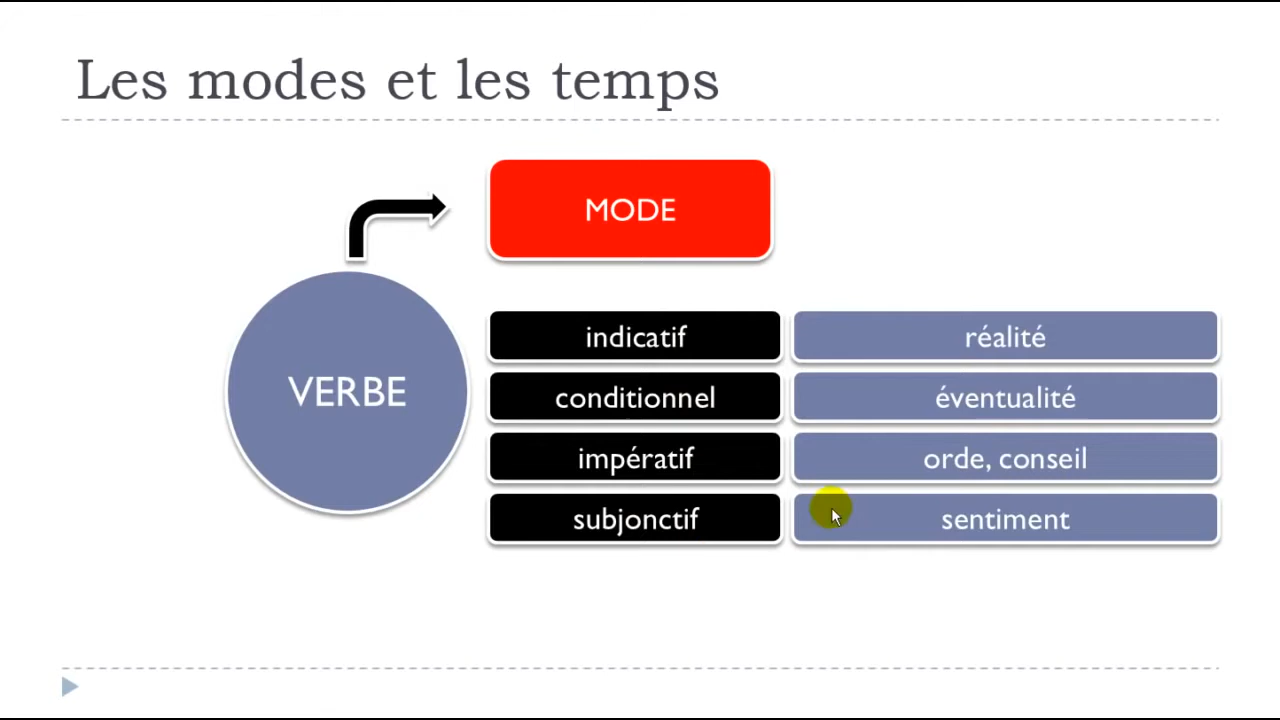 Les modes et les temps
MODE
VERBE
indicatif
réalité
conditionnel
éventualité
impératif
orde, conseil
subjonctif
sentiment